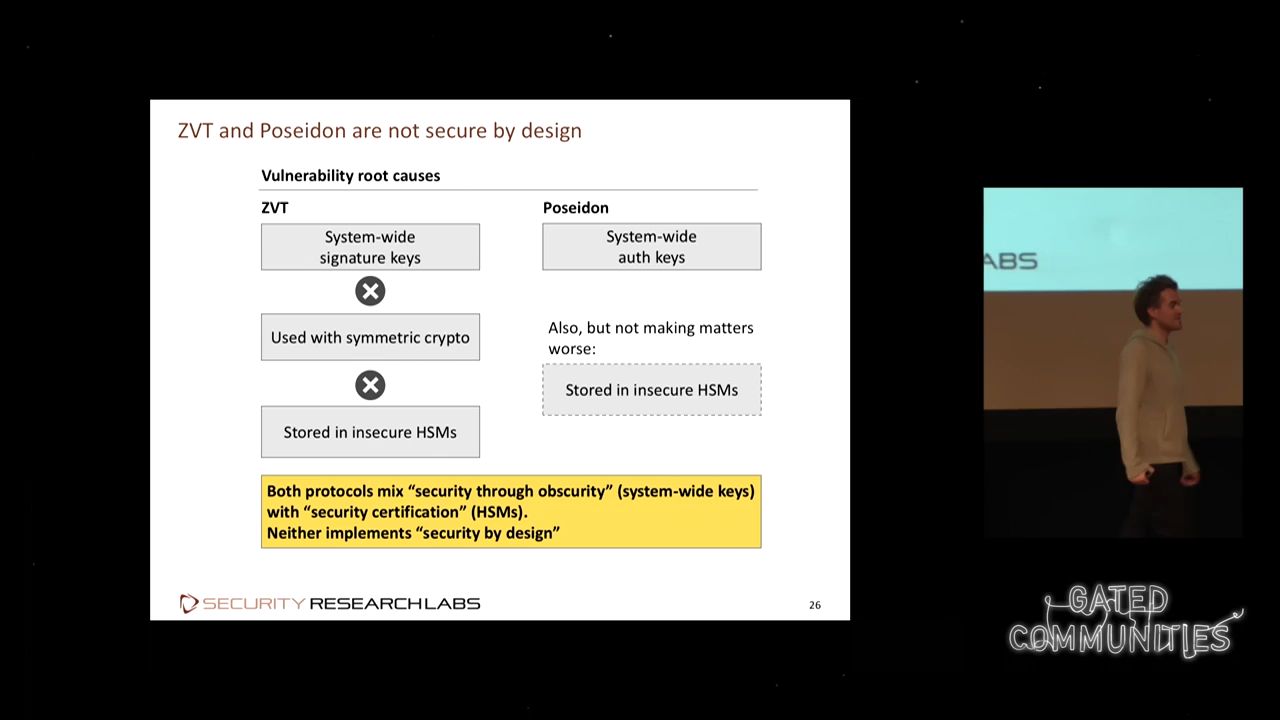 ZVT and Poseidon are not secure by design
Vulnerability root causes
ZVT
System-wide
signature keys
Used with symmetric crypto
Stored in insecure HSMs
Poseidon
System-wide
auth keys
Also, but not making matters
worse:
Stored in insecure HSMs
Both protocols mix “security through obscurity” (system-wide keys)
with “security certification” (HSMs).
Neither implements “security by design”
SECURITY RESEARCH LABS
26
ABS
GATED
COMMUNITIES